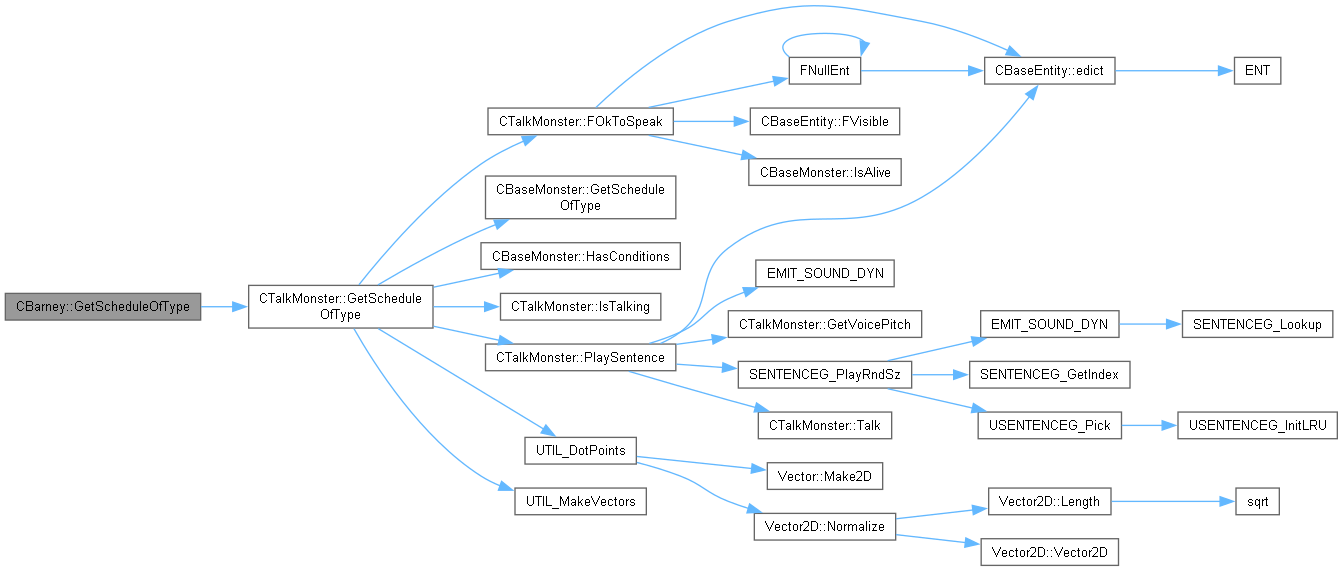 CBarney::GetScheduleOfType
CTalkMonster::GetSchedule
OfType
CTalkMonster::FOkToSpeak
CBaseMonster::GetSchedule
OfType
CBaseMonster::HasConditions
CTalkMonster::IsTalking
CTalkMonster::PlaySentence
UTIL_DotPoints
UTIL_MakeVectors
FNullEnt
CBaseEntity::FVisible
CBaseMonster::IsAlive
EMIT_SOUND_DYN
CTalkMonster::GetVoicePitch
SENTENCEG_PlayRndSz
CTalkMonster::Talk
Vector::Make2D
Vector2D::Normalize
CBaseEntity::edict
EMIT_SOUND_DYN
SENTENCEG_GetIndex
USENTENCEG_Pick
Vector2D::Length
Vector2D::Vector2D
ENT
SENTENCEG_Lookup
USENTENCEG_InitLRU
sqrt